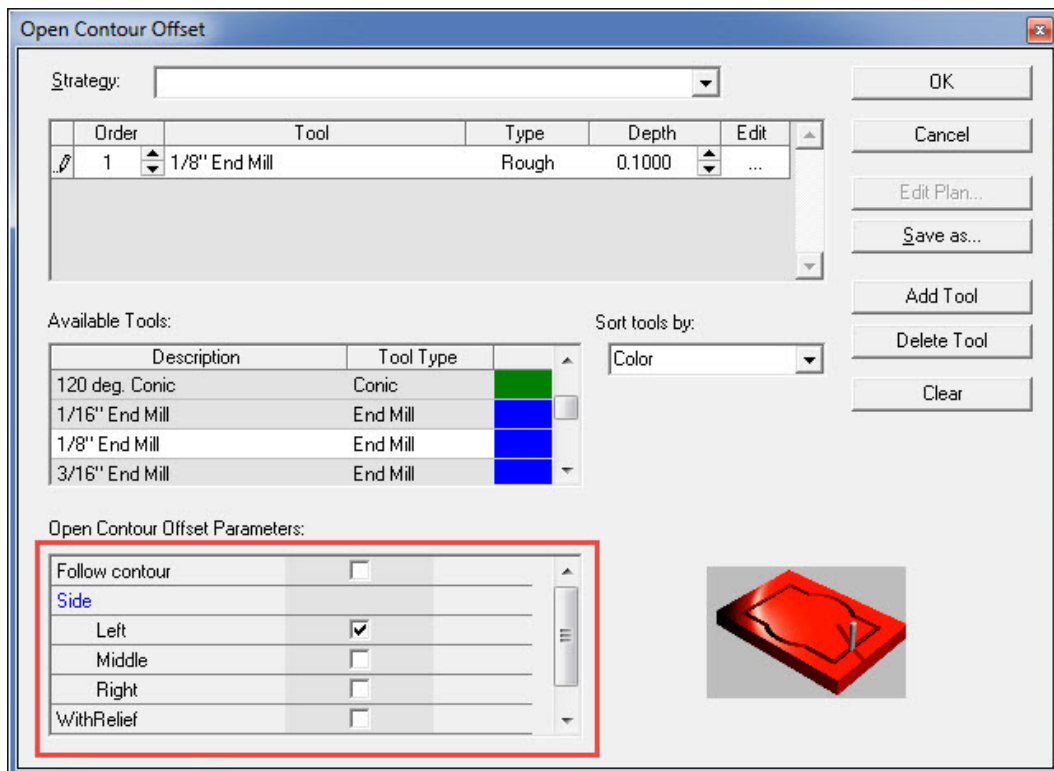 Open Contour Offset
Strategy:
OK
Order Tool Type Depth Edit
1 1/8" End Mill Rough 0.1000 ...
Cancel
Edit Plan...
Save as...
Add Tool
Delete Tool
Clear
Available Tools:
Sort tools by:
Color
Description Tool Type
120 deg. Conic Conic
1/16" End Mill End Mill
1/8" End Mill End Mill
3/16" End Mill End Mill
Open Contour Offset Parameters:
Follow contour
Side
Left
Middle
Right
WithRelief